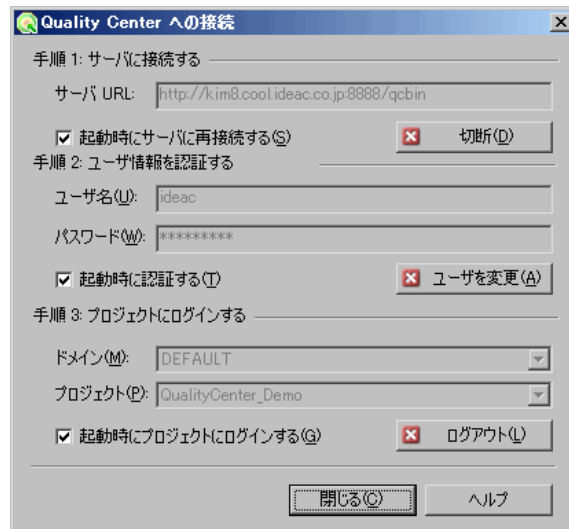 Quality Center への接続
手順 1: サーバに接続する
サーバ URL: http://kim8.cool.ideac.co.jp:8888/qcbin
起動時にサーバに再接続する(S) 切断(D)
手順 2: ユーザ情報を認証する
ユーザ名(U): ideac
パスワード(W): *********
起動時に認証する(T) ユーザを変更(A)
手順 3: プロジェクトにログインする
ドメイン(M): DEFAULT
プロジェクト(P): QualityCenter_Demo
起動時にプロジェクトにログインする(G) ログアウト(L)
閉じる(C) ヘルプ